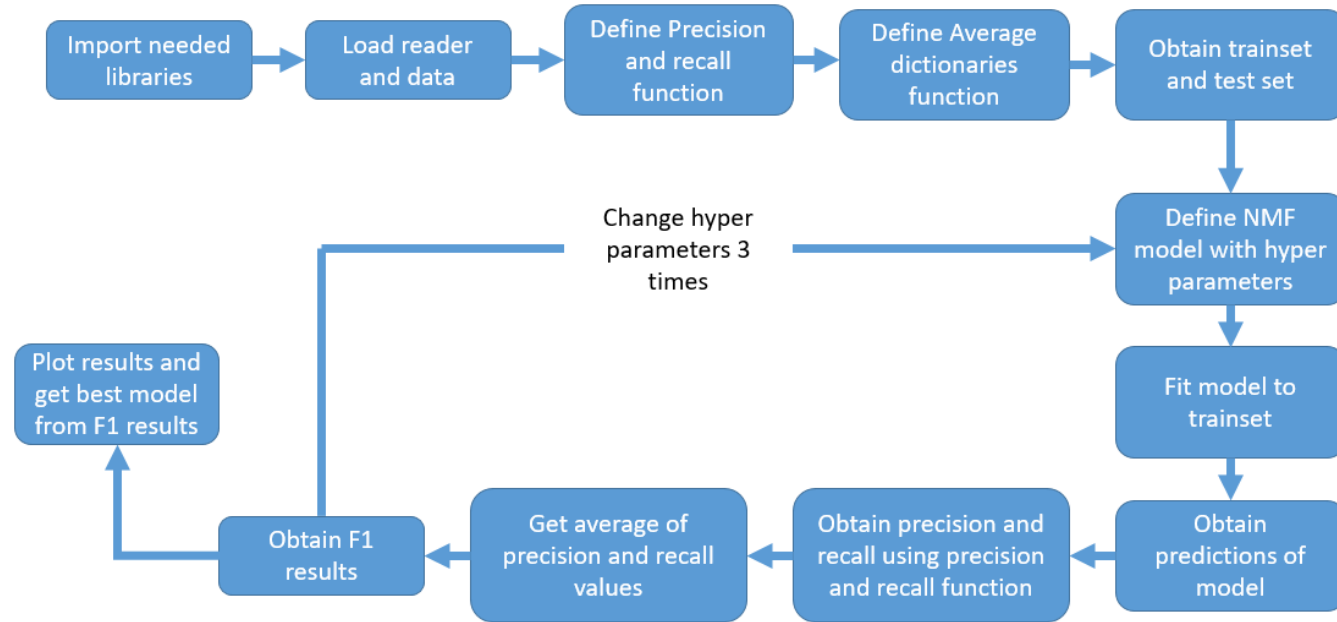 Import needed
libraries
Load reader
and data
Define Precision
and recall
function
Define Average
dictionaries
function
Obtain trainset
and test set
Change hyper
parameters 3
times
Define NMF
model with hyper
parameters
Fit model to
trainset
Obtain
predictions of
model
Obtain precision and
recall using precision
and recall function
Get average of
precision and recall
values
Obtain F1
results
Plot results and
get best model
from F1 results